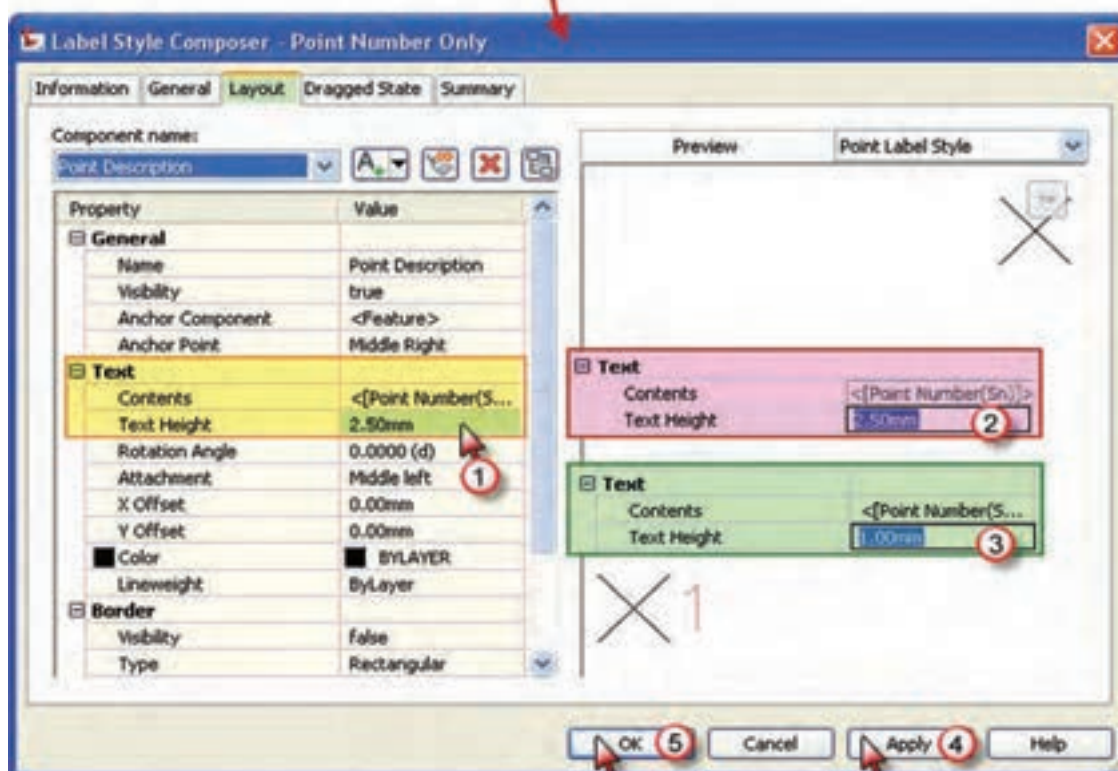 Label Style Composer - Point Number Only
Information General Layout Dragged State Summary
Component name:
Point Description
Preview Point Label Style
Property Value
General
Name Point Description
Visibility true
Anchor Component <Feature>
Anchor Point Middle Right
Text
Contents <[Point Number(S...
Text Height 2.50mm
1
Rotation Angle 0.0000 (d)
Attachment Middle left
X Offset 0.00mm
Y Offset 0.00mm
Color BYLAYER
Lineweight ByLayer
Border
Visibility false
Type Rectangular
Text
Contents <[Point Number(Sn)]>
Text Height 2.50mm 2
Text
Contents <[Point Number(S...
Text Height 1.00mm 3
1
OK 5 Cancel Apply 4 Help